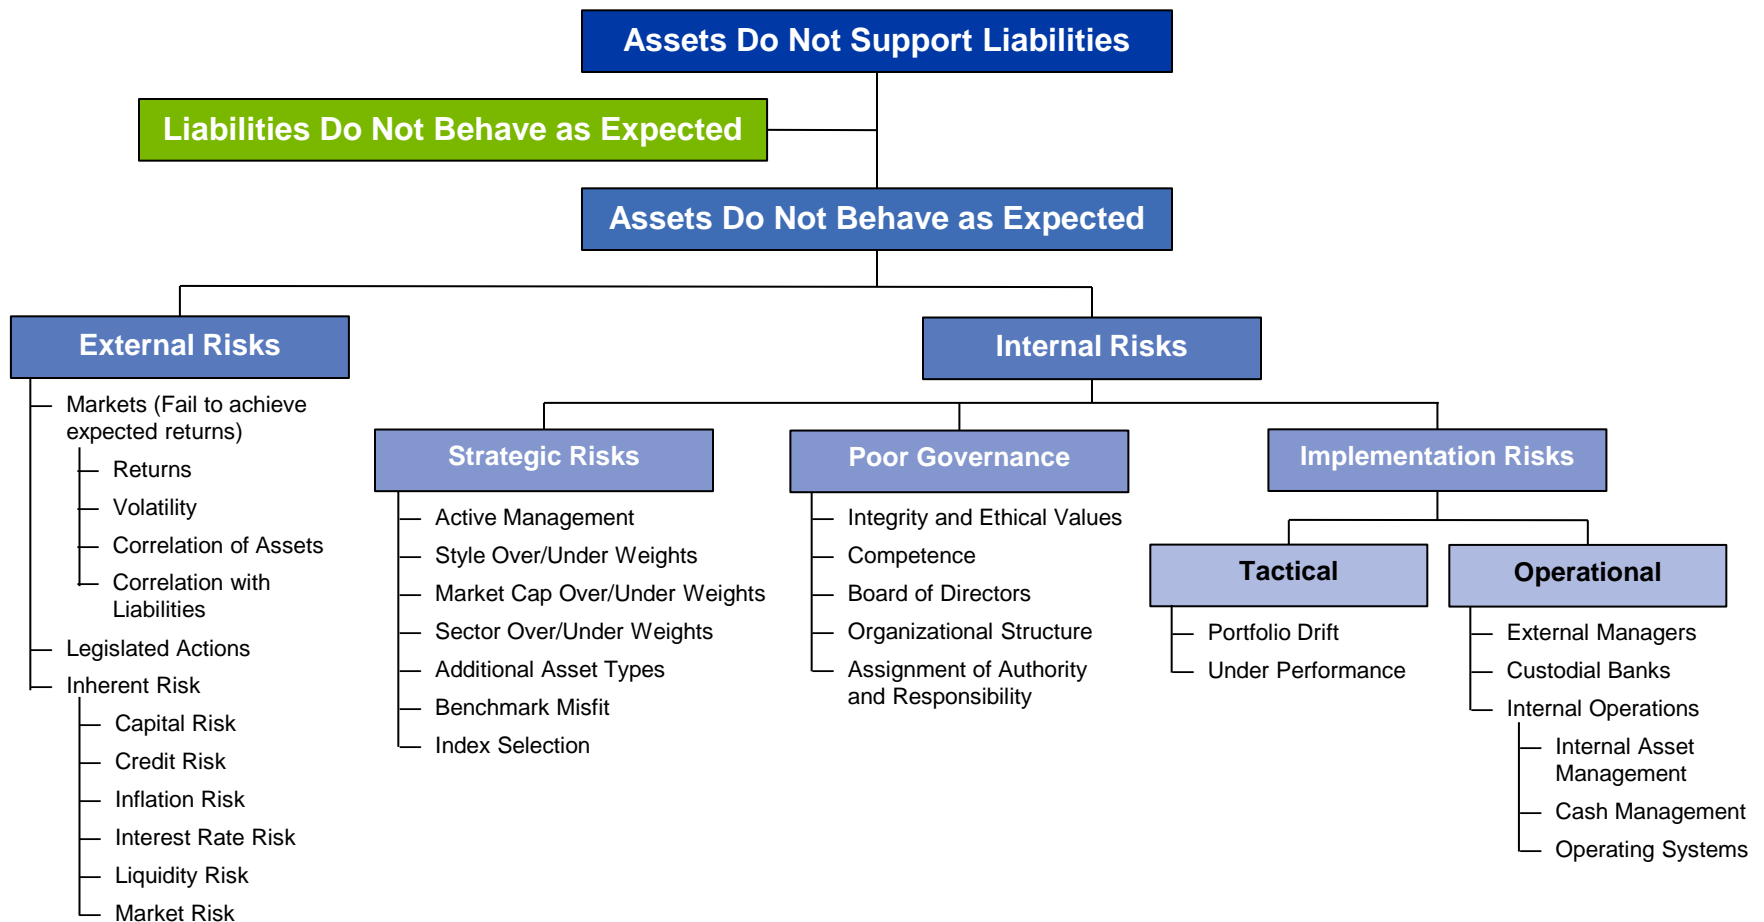 Assets Do Not Support Liabilities
Liabilities Do Not Behave as Expected
Assets Do Not Behave as Expected
External Risks
Markets (Fail to achieve
expected returns)
Returns
Volatility
Correlation of Assets
Correlation with
Liabilities
Legislated Actions
Inherent Risk
Capital Risk
Credit Risk
Inflation Risk
Interest Rate Risk
Liquidity Risk
Market Risk
Internal Risks
Strategic Risks
Active Management
Style Over/Under Weights
Market Cap Over/Under Weights
Sector Over/Under Weights
Additional Asset Types
Benchmark Misfit
Index Selection
Poor Governance
Integrity and Ethical Values
Competence
Board of Directors
Organizational Structure
Assignment of Authority
and Responsibility
Implementation Risks
Tactical
Portfolio Drift
Under Performance
Operational
External Managers
Custodial Banks
Internal Operations
Internal Asset
Management
Cash Management
Operating Systems